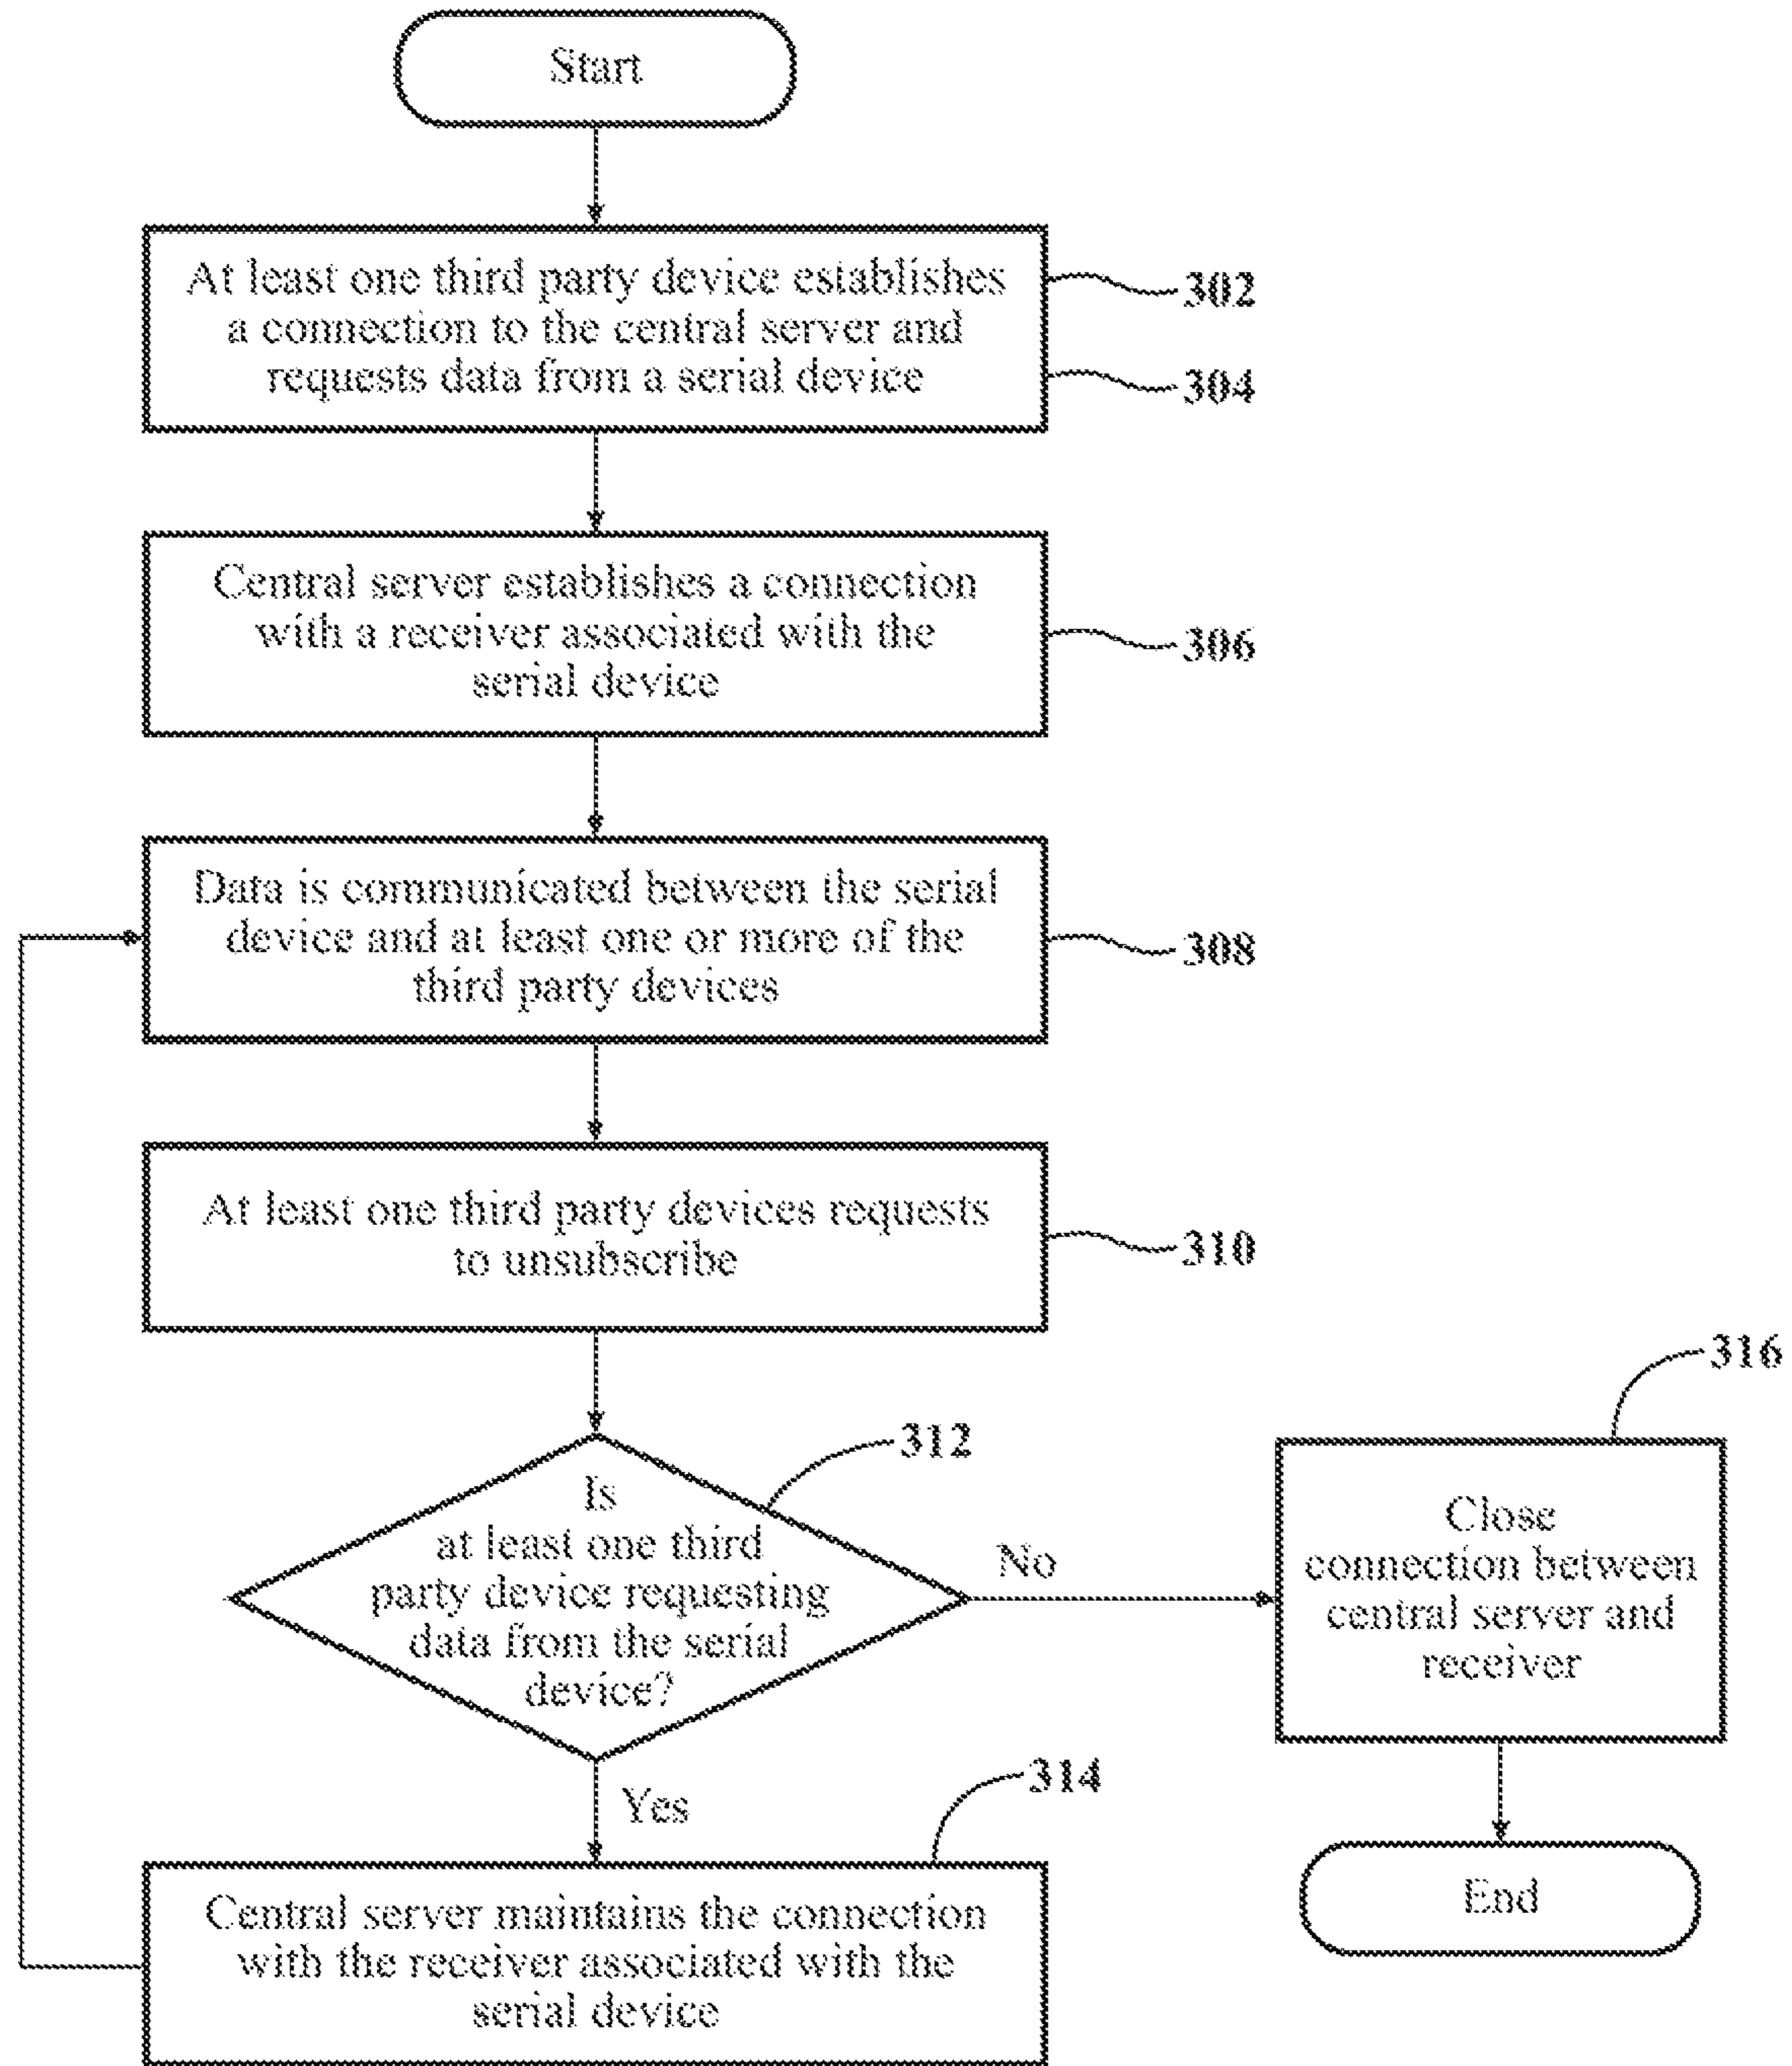 Start
At least one third party device establishes
a connection to the central server and
requests data from a serial device
302
304
Central server establishes a connection
with a receiver associated with the
serial device
306
Data is communicated between the serial
device and at least one or more of the
third party devices
308
At least one third party devices requests
to unsubscribe
310
Is
at least one third
party device requesting
data from the serial
device?
312
No
316
Close
connection between
central server and
receiver
Yes
314
Central server maintains the connection
with the receiver associated with the
serial device
End